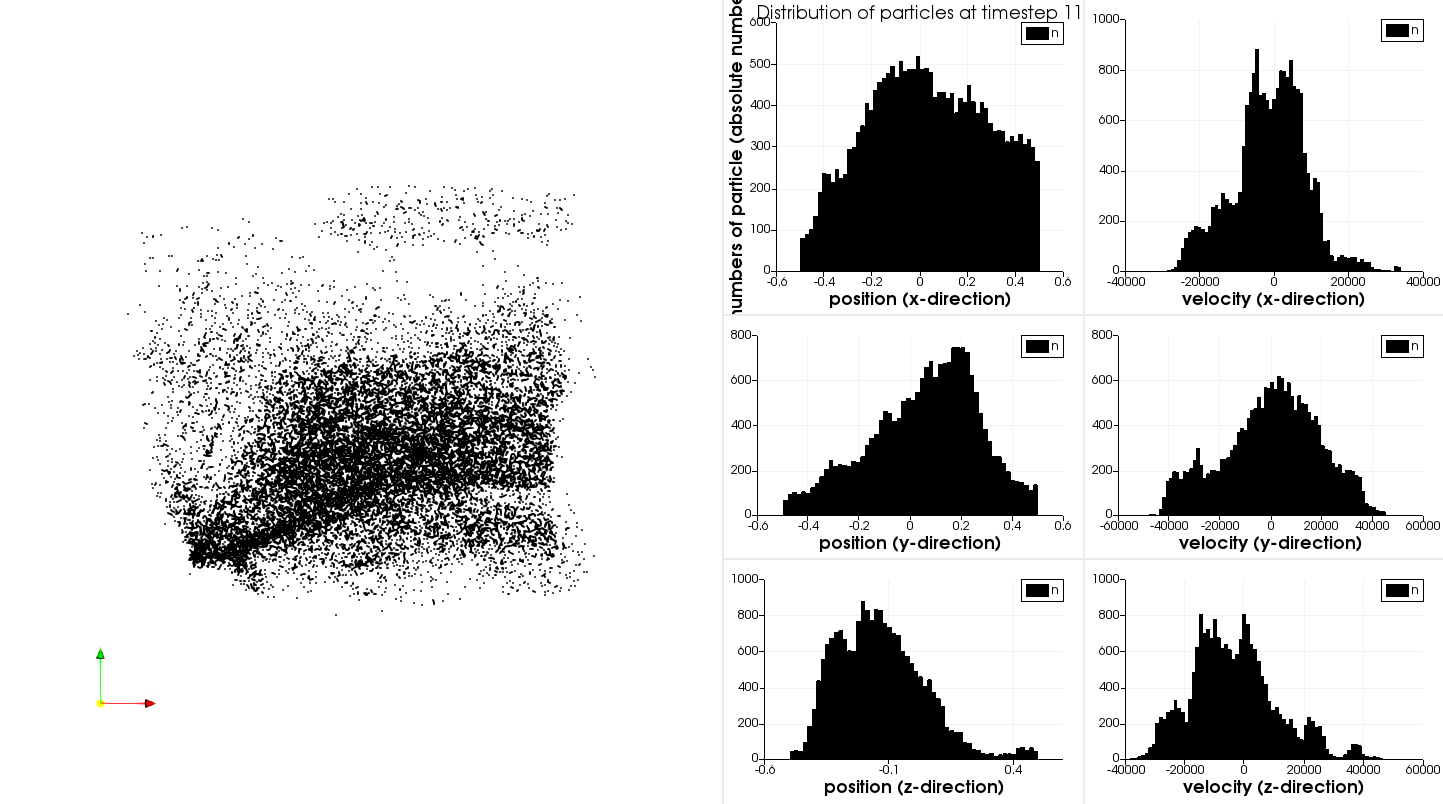 Distribution of particles at timestep 11
numbers of particle (absolute numbe
600
500
400
300
200
100
0
-0.6 -0.4 -0.2 0 0.2 0.4 0.6
position (x-direction)
n
1000
800
600
400
200
0
-40000 -20000 0 20000 40000
velocity (x-direction)
n
800
600
400
200
0
-0.6 -0.4 -0.2 0 0.2 0.4 0.6
position (y-direction)
n
800
600
400
200
0
-60000 -40000 -20000 0 20000 40000 60000
velocity (y-direction)
n
1000
800
600
400
200
0
-0.6 -0.1 0.4
position (z-direction)
n
1000
800
600
400
200
0
-40000 -20000 0 20000 40000 60000
velocity (z-direction)
n